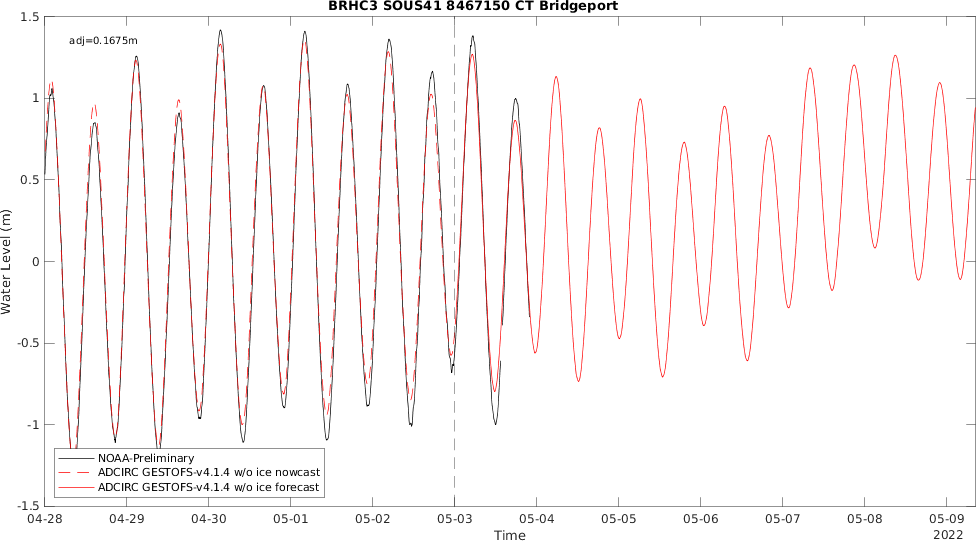 BRHC3 SOUS41 8467150 CT Bridgeport
adj=0.1675m
1.5
1
0.5
0
-0.5
-1
-1.5
Water Level (m)
NOAA-Preliminary
ADCIRC GESTOFS-v4.1.4 w/o ice nowcast
ADCIRC GESTOFS-v4.1.4 w/o ice forecast
04-28 04-29 04-30 05-01 05-02 05-03 05-04 05-05 05-06 05-07 05-08 05-09
Time
2022